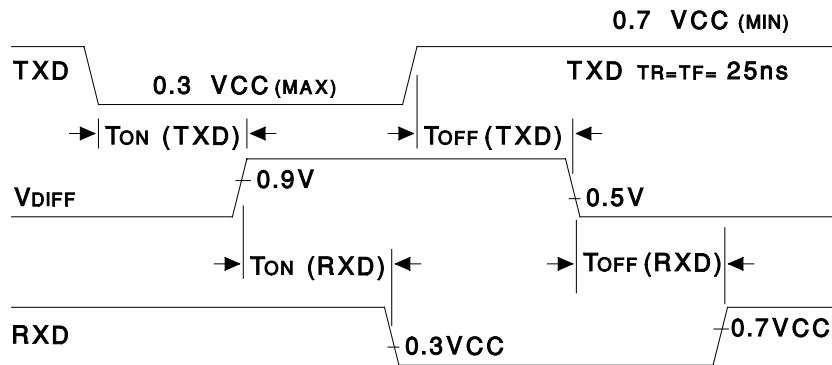 0.7 VCC (MIN)
TXD
TXD TR=TF= 25ns
0.3 VCC (MAX)
TON (TXD)
TOFF (TXD)
0.9V
0.5V
VDIFF
TON (RXD)
TOFF (RXD)
RXD
0.3VCC
0.7VCC